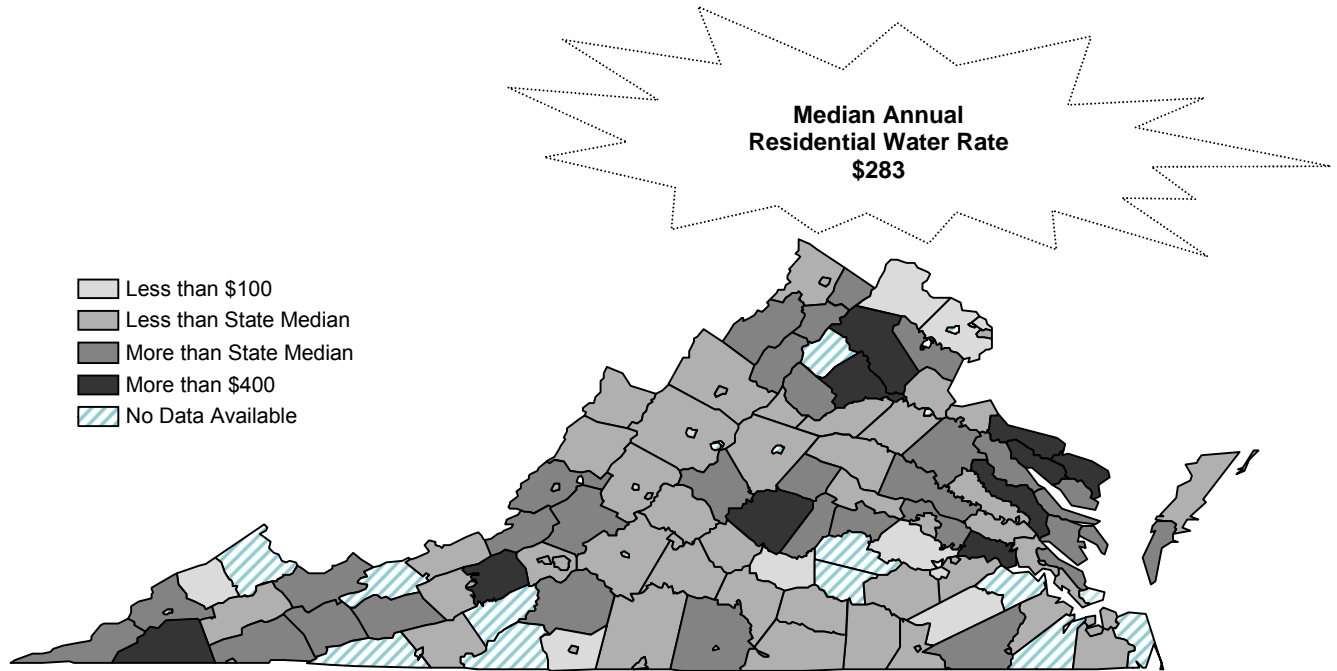 Median Annual
Residential Water Rate
$283
Less than $100
Less than State Median
More than State Median
More than $400
No Data Available